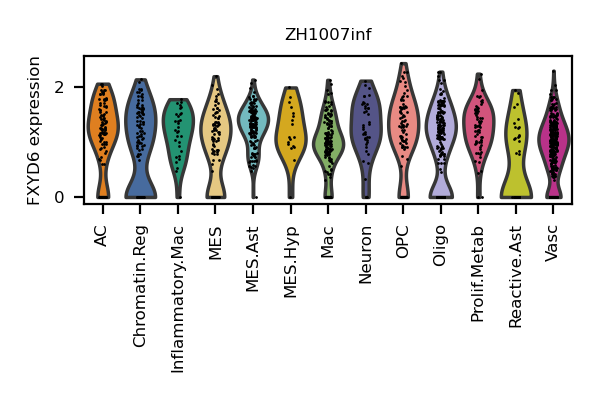 ZH1007inf
FXYD6 expression
2
0
AC
Chromatin.Reg
Inflammatory.Mac
MES
MES.Ast
MES.Hyp
Mac
Neuron
OPC
Oligo
Prolif.Metab
Reactive.Ast
Vasc